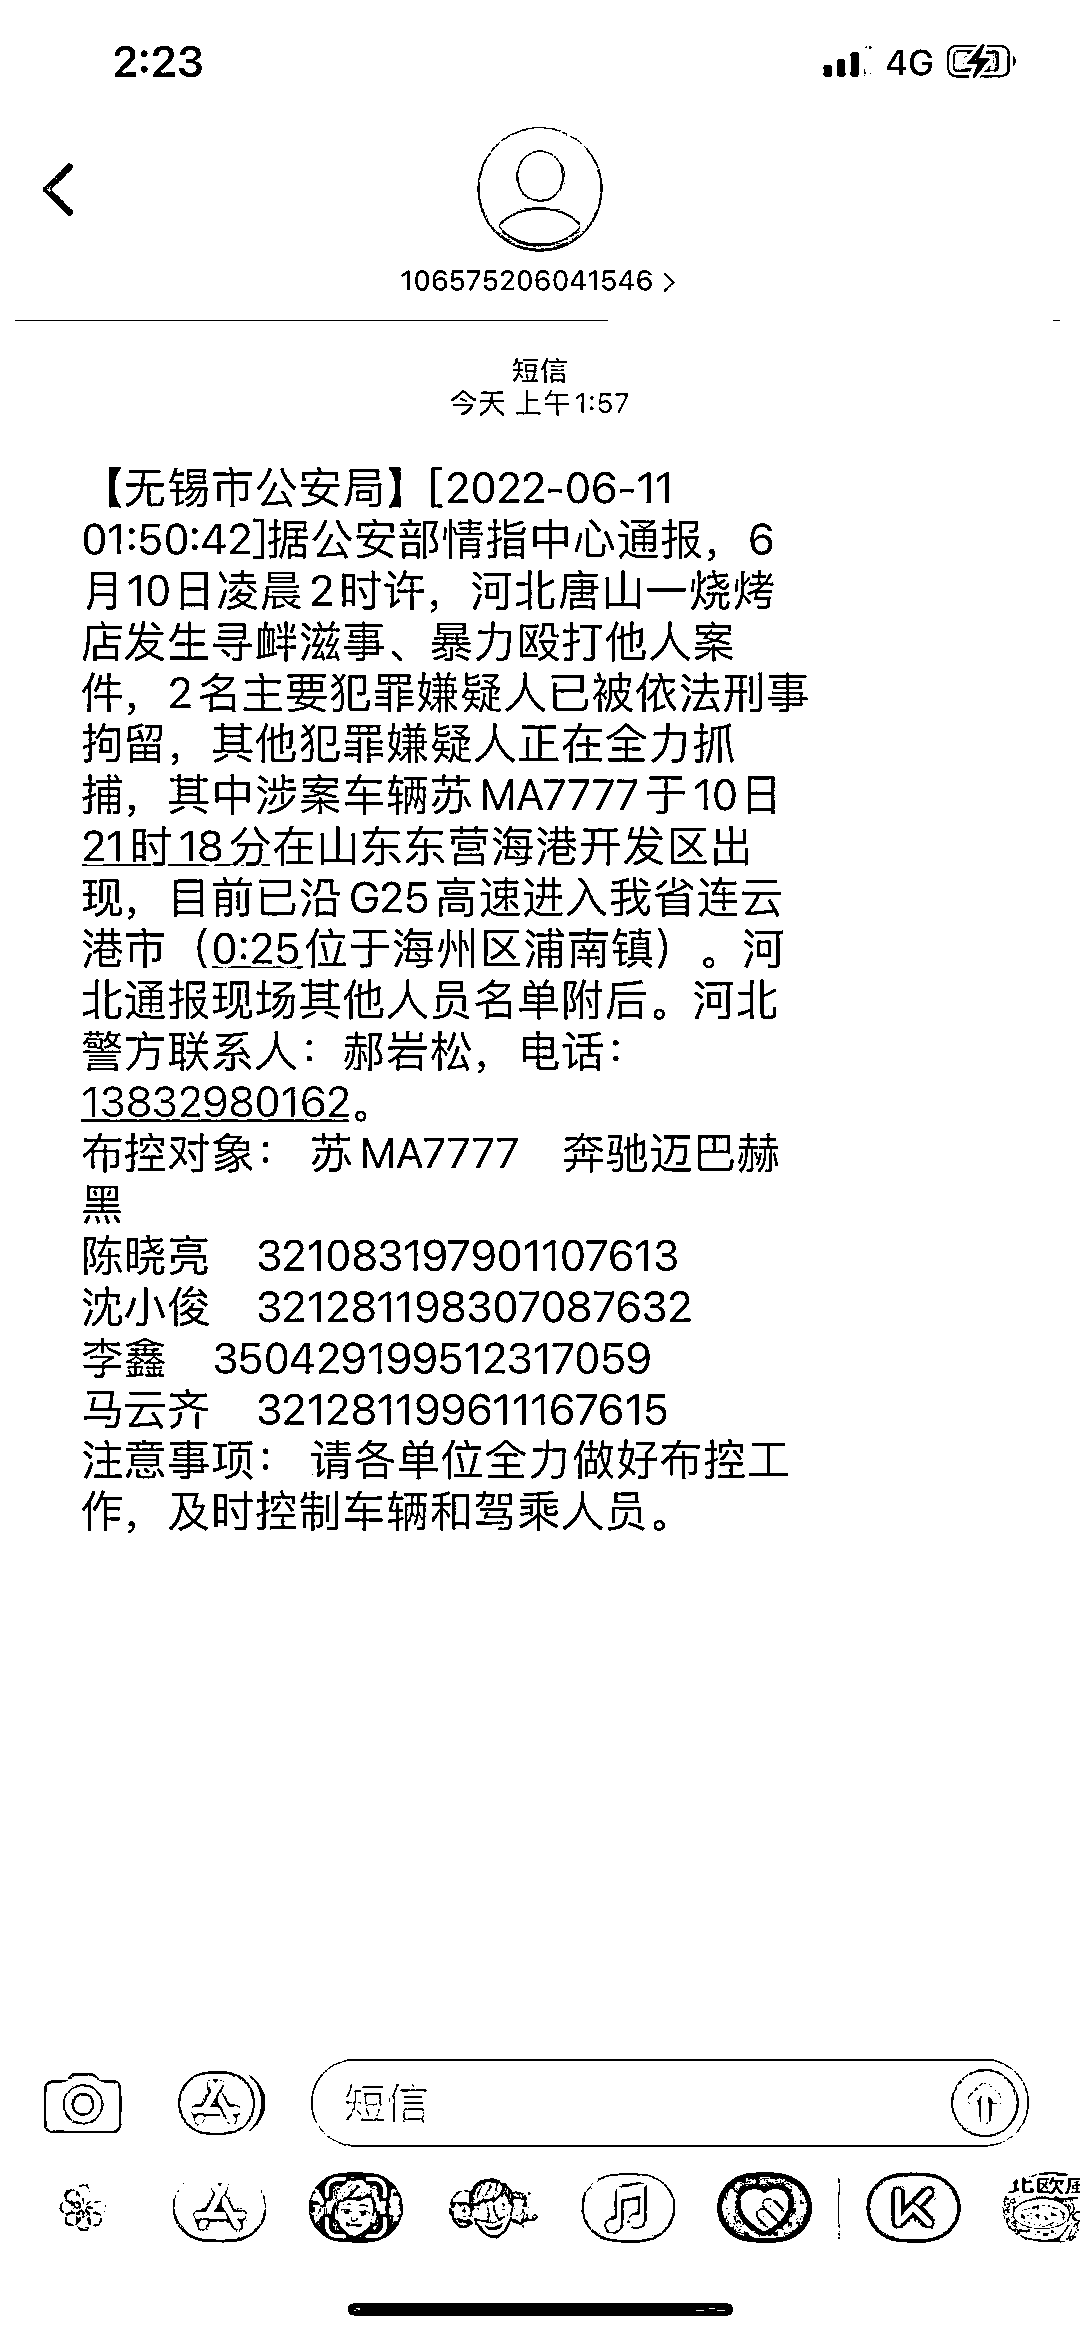 2:23
4G
106575206041546
短信
今天 上午1:57
【无锡市公安局】[2022-06-11
01:50:42]据公安部情指中心通报，6
月10日凌晨2时许，河北唐山一烧烤
店发生寻衅滋事、暴力殴打他人案
件，2名主要犯罪嫌疑人已被依法刑事
拘留，其他犯罪嫌疑人正在全力抓
捕，其中涉案车辆苏MA7777于10日
21时18分在山东东营海港开发区出
现，目前已沿G25高速进入我省连云
港市（0:25位于海州区浦南镇）。河
北通报现场其他人员名单附后。河北
警方联系人：郝岩松，电话：
13832980162。
布控对象： 苏MA7777 奔驰迈巴赫
黑
陈晓亮 321083197901107613
沈小俊 321281198307087632
李鑫 350429199512317059
马云齐 321281199611167615
注意事项： 请各单位全力做好布控工
作，及时控制车辆和驾乘人员。
短信
北欧